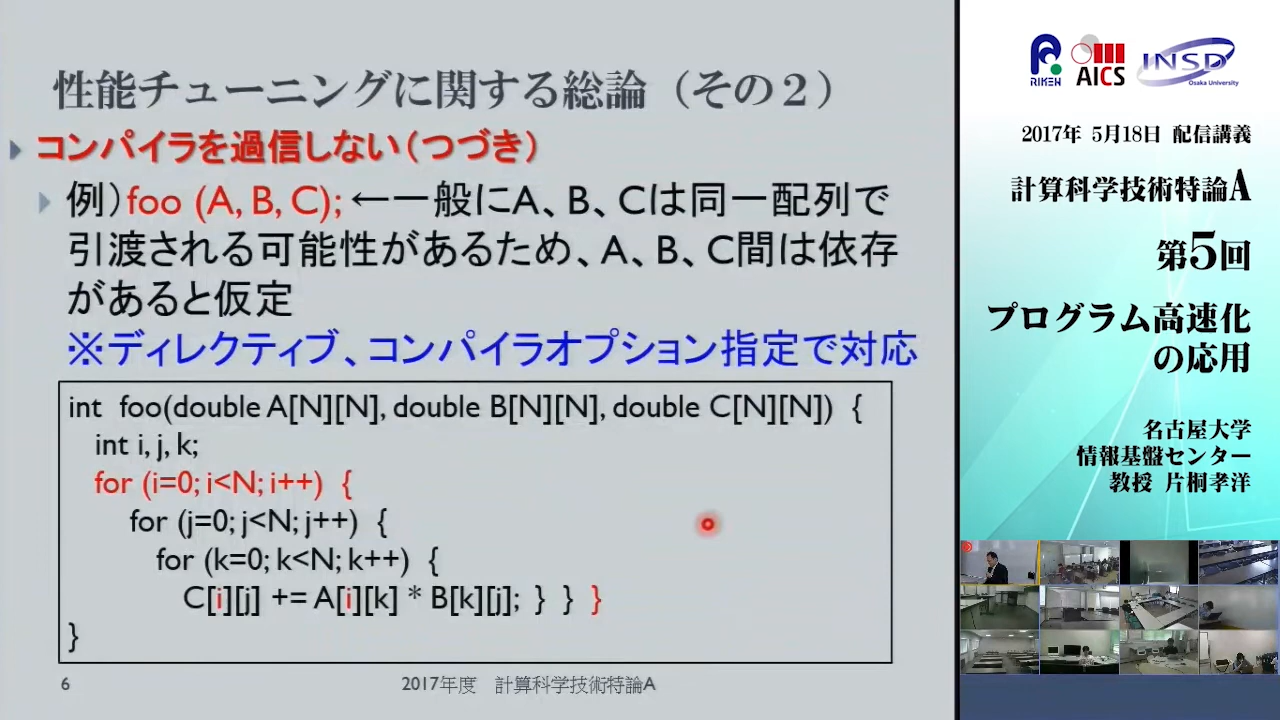 性能チューニングに関する総論（その２）
コンパイラを過信しない（つづき）
例）foo (A, B, C); ←一般にA、B、Cは同一配列で
引渡される可能性があるため、A、B、C間は依存
があると仮定
※ディレクティブ、コンパイラオプション指定で対応
int foo(double A[N][N], double B[N][N], double C[N][N]) {
int i, j, k;
for (i=0; i<N; i++) {
for (j=0; j<N; j++) {
for (k=0; k<N; k++) {
C[i][j] += A[i][k] * B[k][j]; } } }
}
6
2017年度 計算科学技術特論A
RIKEN
AICS
INSD
Osaka University
2017年 5月18日 配信講義
計算科学技術特論A
第5回
プログラム高速化
の応用
名古屋大学
情報基盤センター
教授 片桐孝洋